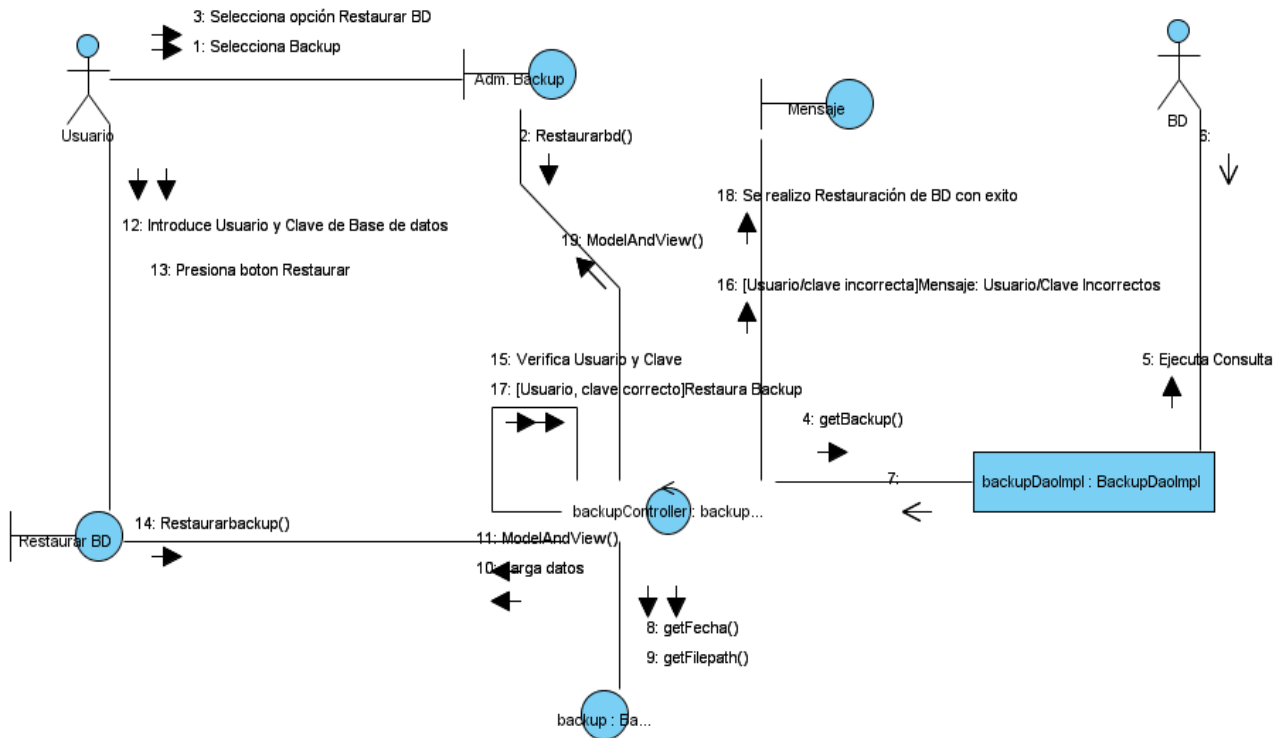 3: Selecciona opción Restaurar BD
1: Selecciona Backup
Adm. Backup
Mensaje
Usuario
BD
2: Restaurarbd()
6:
12: Introduce Usuario y Clave de Base de datos
18: Se realizo Restauración de BD con exito
19: ModelAndView()
13: Presiona boton Restaurar
16: [Usuario/clave incorrecta]Mensaje: Usuario/Clave Incorrectos
15: Verifica Usuario y Clave
5: Ejecuta Consulta
17: [Usuario, clave correcto]Restaura Backup
4: getBackup()
7:
backupDaoImpl : BackupDaoImpl
backupController : backup...
14: Restaurarbackup()
Restaurar BD
11: ModelAndView()
10: Carga datos
8: getFecha()
9: getFilepath()
backup : Ba...